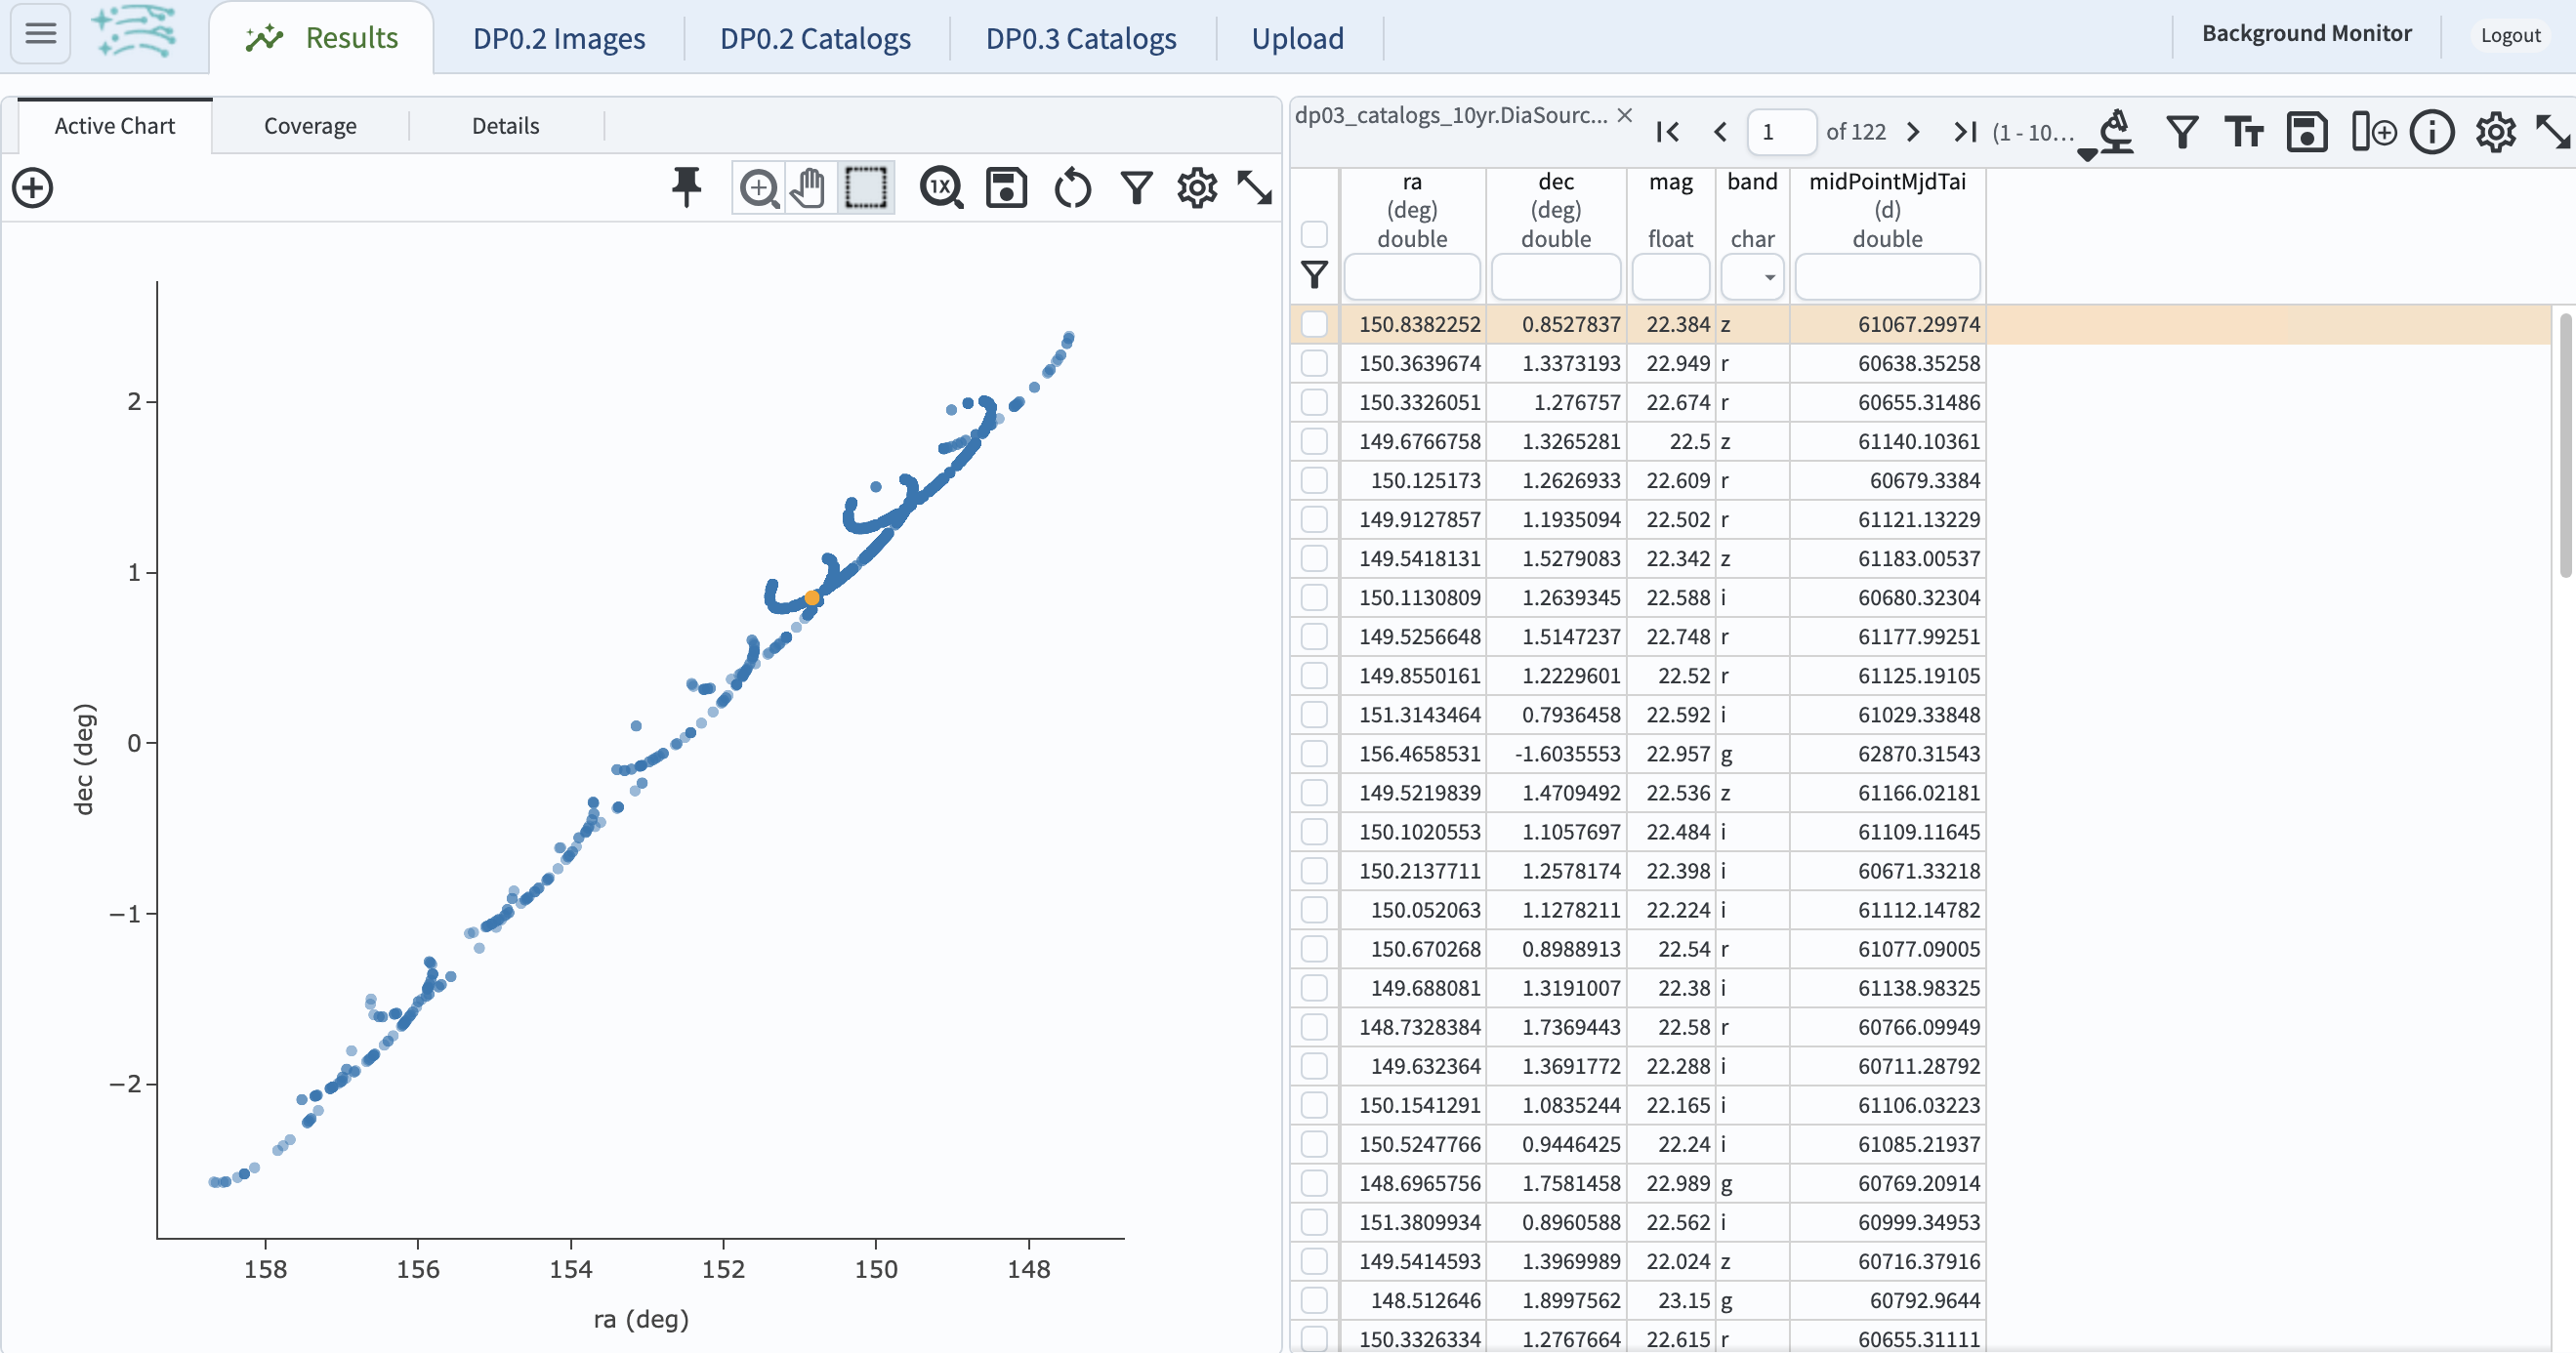 Results
DP0.2 Images
DP0.2 Catalogs
DP0.3 Catalogs
Upload
Background Monitor
Logout
Active Chart
Coverage
Details
1X
dec (deg)
2
1
0
−1
−2
158
156
154
152
150
148
ra (deg)
dp03_catalogs_10yr.DiaSourc...
1
of 122
(1 - 10...
ra dec mag band midPointMjdTai
(deg) (deg) (d)
double double float char double
150.8382252 0.8527837 22.384 z 61067.29974
150.3639674 1.3373193 22.949 r 60638.35258
150.3326051 1.276757 22.674 r 60655.31486
149.6766758 1.3265281 22.5 z 61140.10361
150.125173 1.2626933 22.609 r 60679.3384
149.9127857 1.1935094 22.502 r 61121.13229
149.5418131 1.5279083 22.342 z 61183.00537
150.1130809 1.2639345 22.588 i 60680.32304
149.5256648 1.5147237 22.748 r 61177.99251
149.8550161 1.2229601 22.52 r 61125.19105
151.3143464 0.7936458 22.592 i 61029.33848
156.4658531 -1.6035553 22.957 g 62870.31543
149.5219839 1.4709492 22.536 z 61166.02181
150.1020553 1.1057697 22.484 i 61109.11645
150.2137711 1.2578174 22.398 i 60671.33218
150.052063 1.1278211 22.224 i 61112.14782
150.670268 0.8988913 22.54 r 61077.09005
149.688081 1.3191007 22.38 i 61138.98325
148.7328384 1.7369443 22.58 r 60766.09949
149.632364 1.3691772 22.288 i 60711.28792
150.1541291 1.0835244 22.165 i 61106.03223
150.5247766 0.9446425 22.24 i 61085.21937
148.6965756 1.7581458 22.989 g 60769.20914
151.3809934 0.8960588 22.562 i 60999.34953
149.5414593 1.3969989 22.024 z 60716.37916
148.512646 1.8997562 23.15 g 60792.9644
150.3326334 1.2767664 22.615 r 60655.31111